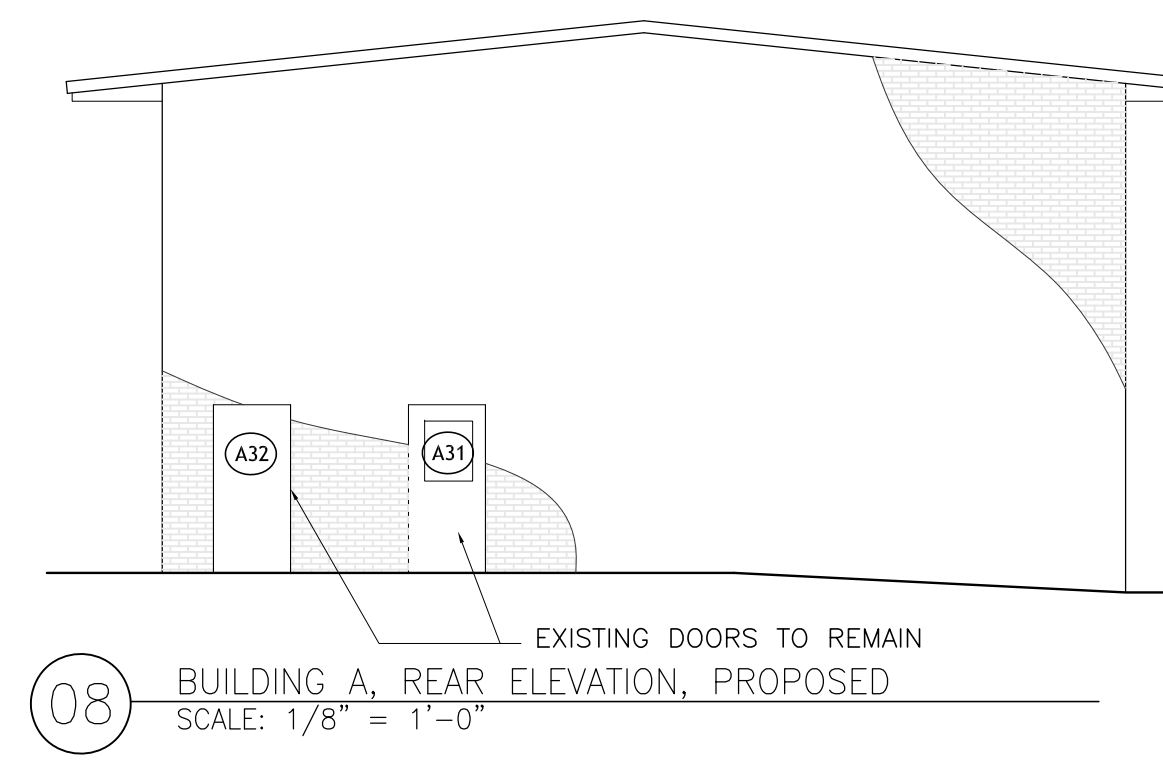 A32
A31
EXISTING DOORS TO REMAIN
08
BUILDING A, REAR ELEVATION, PROPOSED
SCALE: 1/8" = 1'-0"